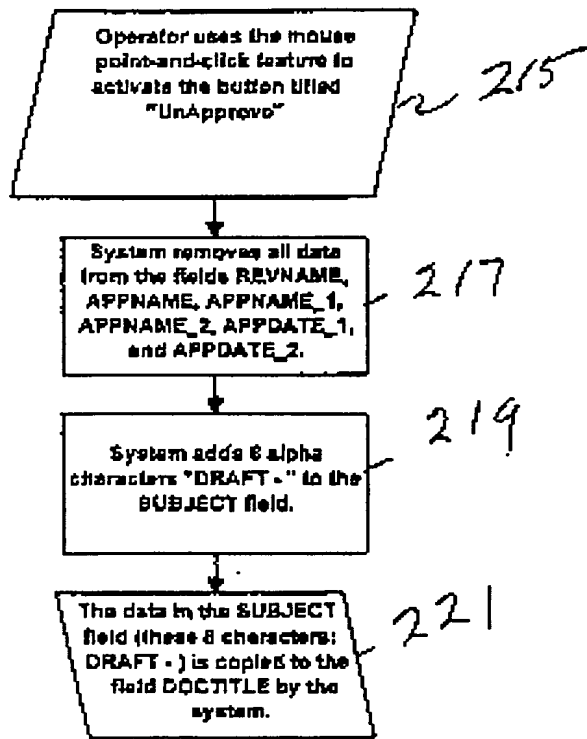 Operator uses the mouse
point-and-click feature to
activate the button titled
"UnApprove"
215
System removes all data
from the fields REVNAME,
APPNAME, APPNAME_1,
APPNAME_2, APPDATE_1,
and APPDATE_2.
217
System adds 8 alpha
characters "DRAFT - " to the
SUBJECT field.
219
The data in the SUBJECT
field (these 8 characters:
DRAFT - ) is copied to the
field DOCTITLE by the
system.
221